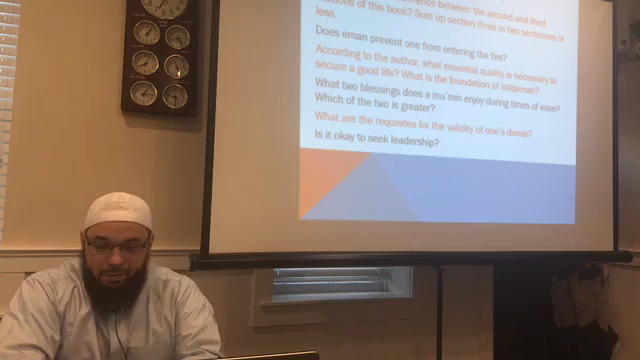 difference between the second and third
sections of this book? Sum up section three in two sentences or
less.
Does eman prevent one from entering the fire?
According to the author, what essential quality is necessary to
secure a good life? What is the foundation of istiqamah?
What two blessings does a mu'min enjoy during times of ease?
Which of the two is greater?
What are the requisites for the validity of one's deeds?
Is it okay to seek leadership?